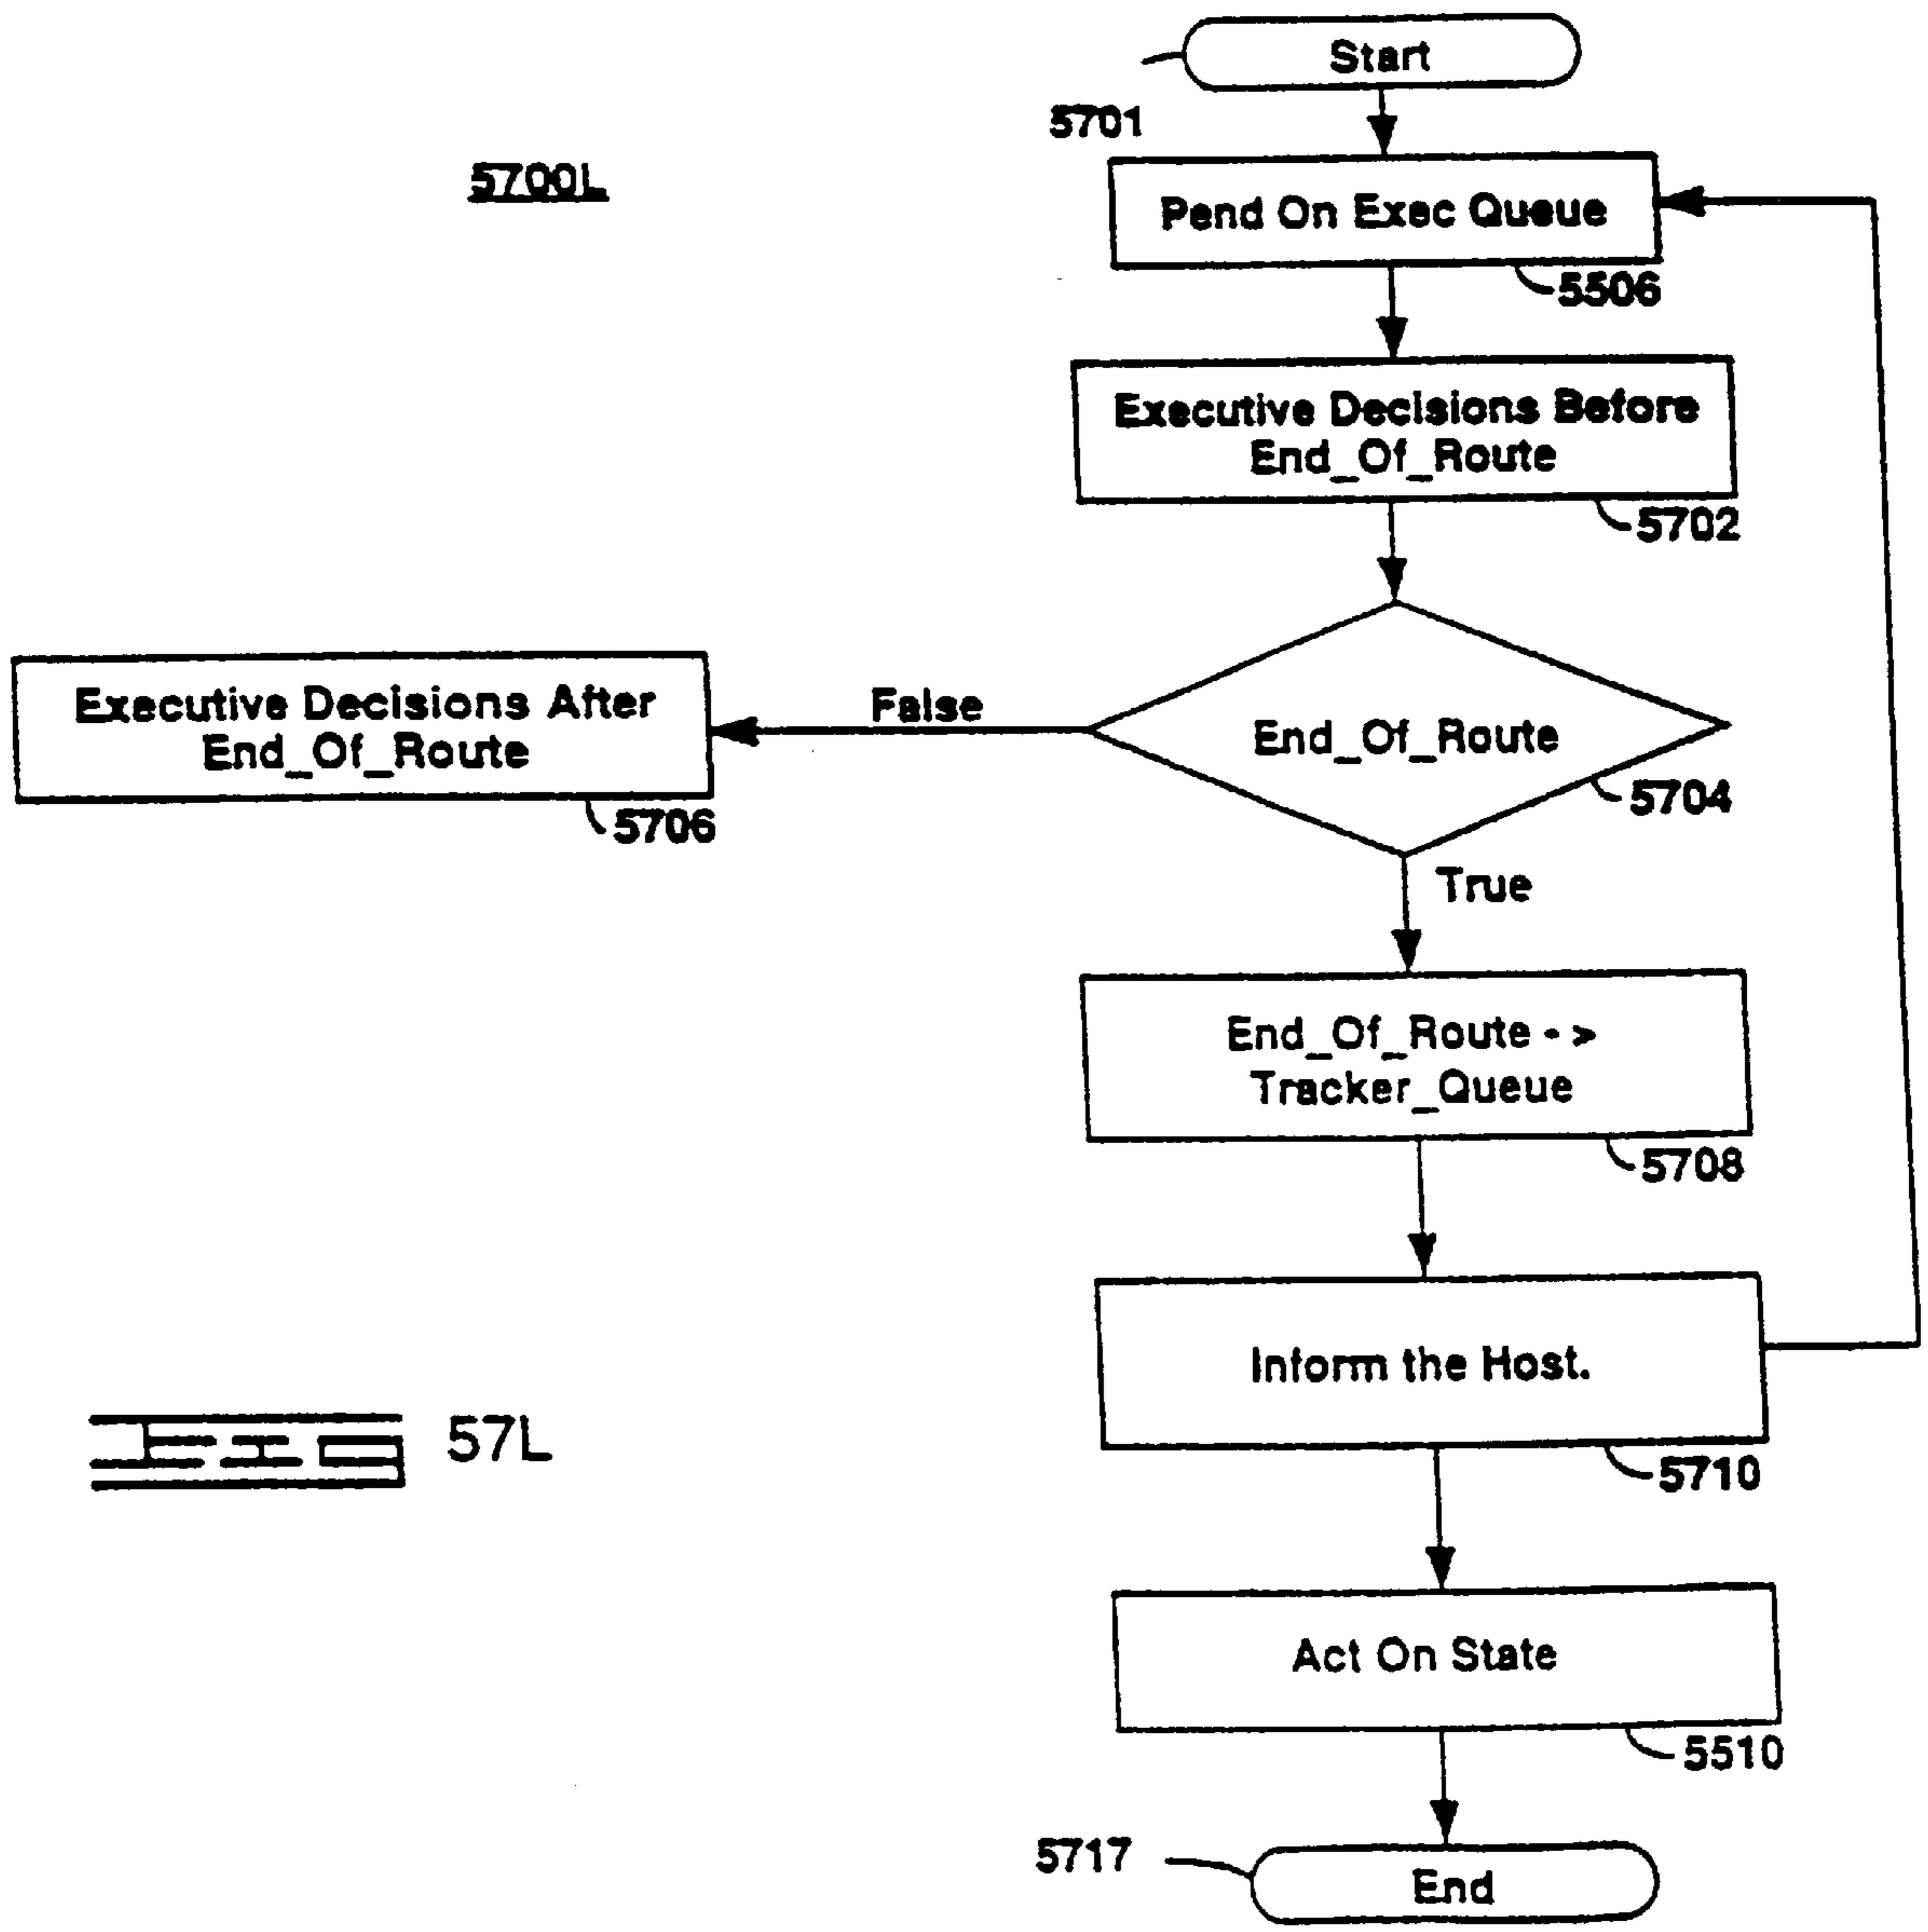 Start
5701
5700L
Pend On Exec Queue
5506
Executive Decisions Before
End_Of_Route
5702
Executive Decisions After
End_Of_Route
5706
False
End_Of_Route
5704
True
End_Of_Route - >
Tracker_Queue
5708
Inform the Host.
5710
FIG 57L
Act On State
5510
5717
End